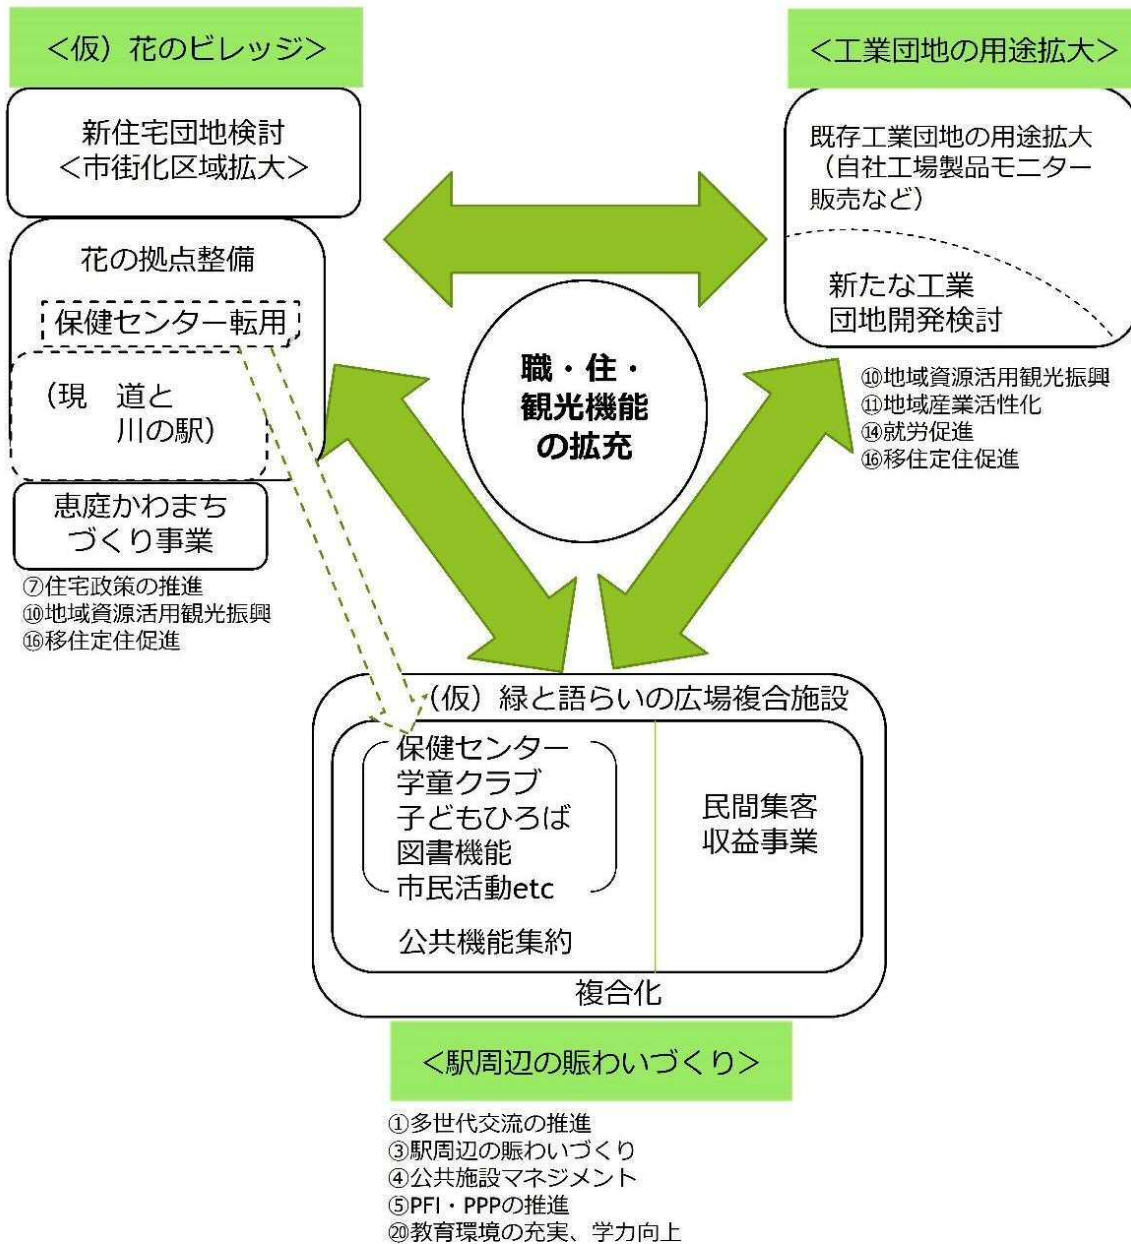 ＜仮）花のビレッジ＞
新住宅団地検討
＜市街化区域拡大＞
花の拠点整備
保健センター転用
（現　道と
川の駅）
恵庭かわまち
づくり事業
⑦住宅政策の推進
⑩地域資源活用観光振興
⑯移住定住促進
＜工業団地の用途拡大＞
既存工業団地の用途拡大
（自社工場製品モニター
販売など）
新たな工業
団地開発検討
⑩地域資源活用観光振興
⑪地域産業活性化
⑭就労促進
⑯移住定住促進
職・住・
観光機能
の拡充
（仮）緑と語らいの広場複合施設
保健センター
学童クラブ
子どもひろば
図書機能
市民活動etc
公共機能集約
民間集客
収益事業
複合化
＜駅周辺の賑わいづくり＞
①多世代交流の推進
③駅周辺の賑わいづくり
④公共施設マネジメント
⑤PFI・PPPの推進
⑳教育環境の充実、学力向上